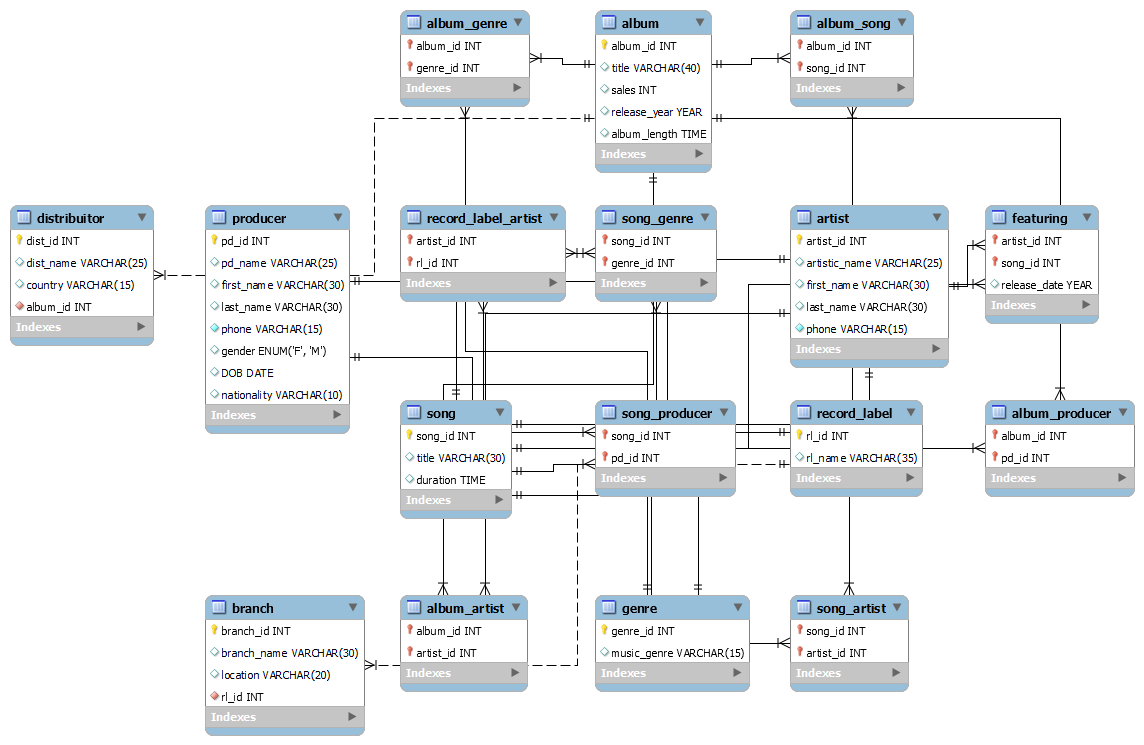 album_genre
album_id INT
genre_id INT
Indexes
album
album_id INT
title VARCHAR(40)
sales INT
release_year YEAR
album_length TIME
Indexes
album_song
album_id INT
song_id INT
Indexes
distribuitor
dist_id INT
dist_name VARCHAR(25)
country VARCHAR(15)
album_id INT
Indexes
producer
pd_id INT
pd_name VARCHAR(25)
first_name VARCHAR(30)
last_name VARCHAR(30)
phone VARCHAR(15)
gender ENUM('F', 'M')
DOB DATE
nationality VARCHAR(10)
Indexes
record_label_artist
artist_id INT
rl_id INT
Indexes
song_genre
song_id INT
genre_id INT
Indexes
artist
artist_id INT
artistic_name VARCHAR(25)
first_name VARCHAR(30)
last_name VARCHAR(30)
phone VARCHAR(15)
Indexes
featuring
artist_id INT
song_id INT
release_date YEAR
Indexes
song
song_id INT
title VARCHAR(30)
duration TIME
Indexes
song_producer
song_id INT
pd_id INT
Indexes
record_label
rl_id INT
rl_name VARCHAR(35)
Indexes
album_producer
album_id INT
pd_id INT
Indexes
branch
branch_id INT
branch_name VARCHAR(30)
location VARCHAR(20)
rl_id INT
Indexes
album_artist
album_id INT
artist_id INT
Indexes
genre
genre_id INT
music_genre VARCHAR(15)
Indexes
song_artist
song_id INT
artist_id INT
Indexes